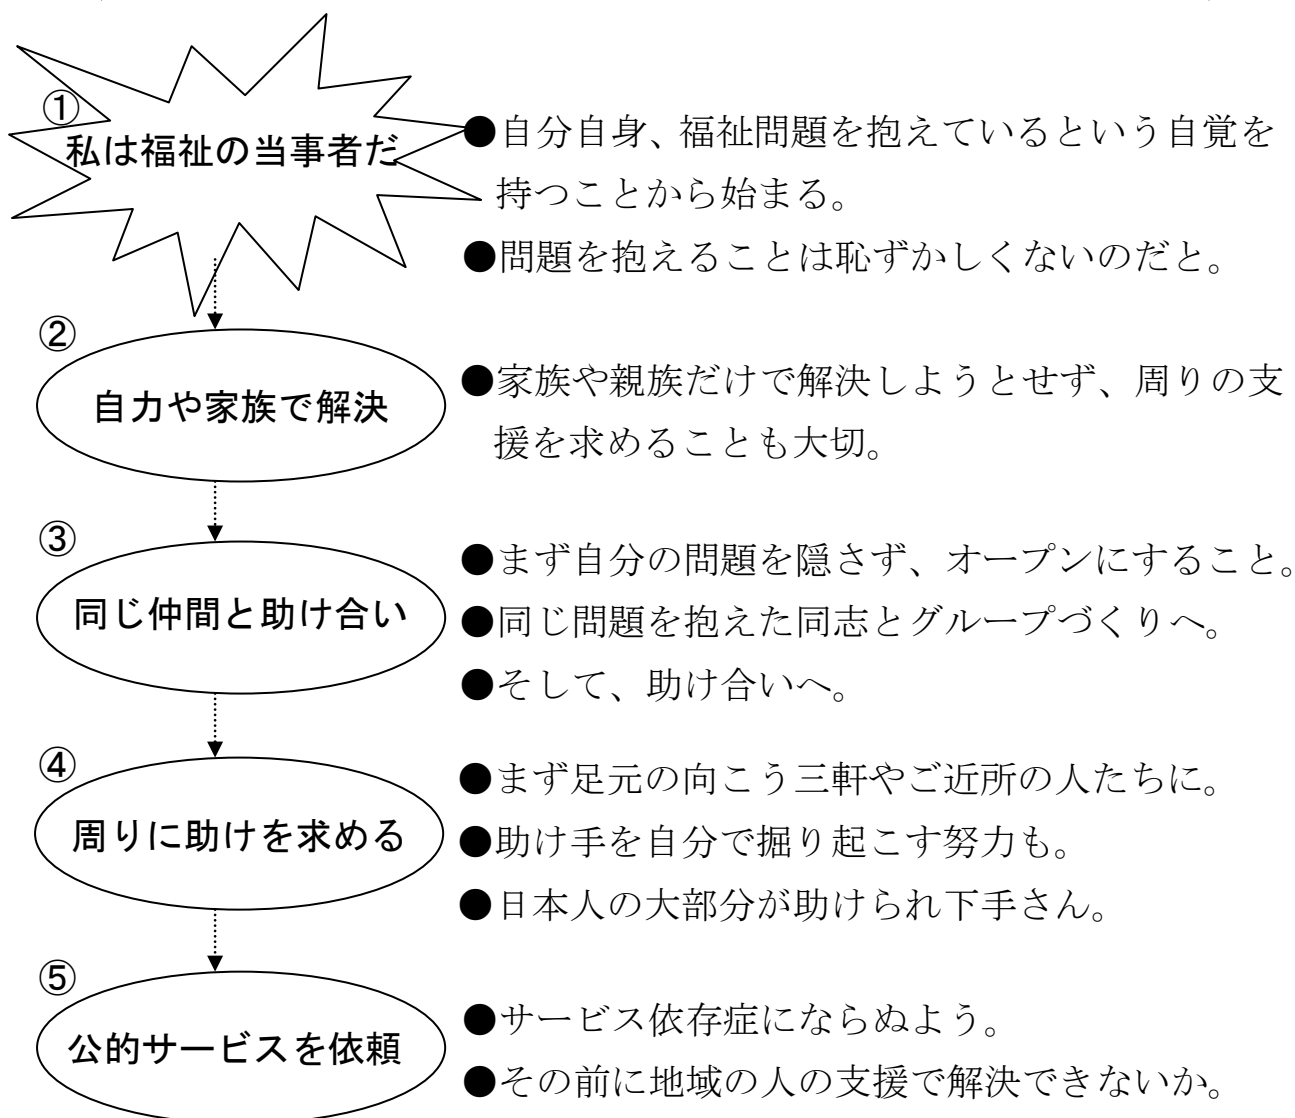 ①
私は福祉の当事者だ
●自分自身、福祉問題を抱えているという自覚を
持つことから始まる。
●問題を抱えることは恥ずかしくないのだと。
②
自力や家族で解決
●家族や親族だけで解決しようとせず、周りの支
援を求めることも大切。
③
同じ仲間と助け合い
●まず自分の問題を隠さず、オープンにすること。
●同じ問題を抱えた同志とグループづくりへ。
●そして、助け合いへ。
④
周りに助けを求める
●まず足元の向こう三軒やご近所の人たちに。
●助け手を自分で掘り起こす努力も。
●日本人の大部分が助けられ下手さん。
⑤
公的サービスを依頼
●サービス依存症にならぬよう。
●その前に地域の人の支援で解決できないか。